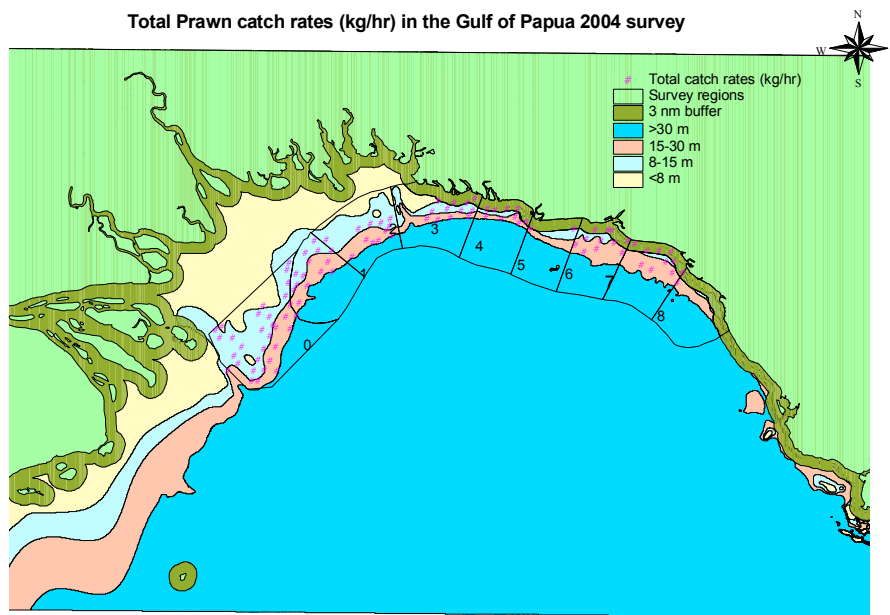 Total Prawn catch rates (kg/hr) in the Gulf of Papua 2004 survey
N
W
S
# Total catch rates (kg/hr)
Survey regions
3 nm buffer
>30 m
15-30 m
8-15 m
<8 m
2
3
4
1
5
6
7
8
0